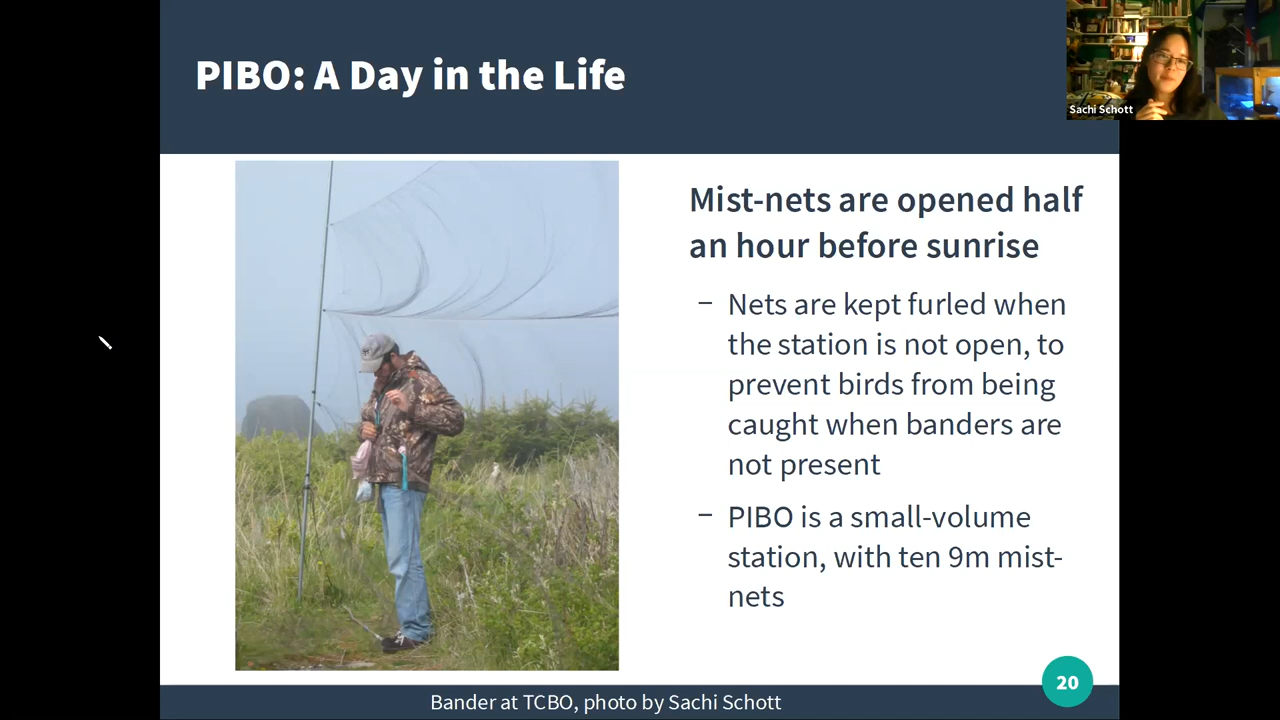 PIBO: A Day in the Life
Sachi Schott
Mist-nets are opened half
an hour before sunrise
– Nets are kept furled when
the station is not open, to
prevent birds from being
caught when banders are
not present
– PIBO is a small-volume
station, with ten 9m mist-
nets
Bander at TCBO, photo by Sachi Schott
20